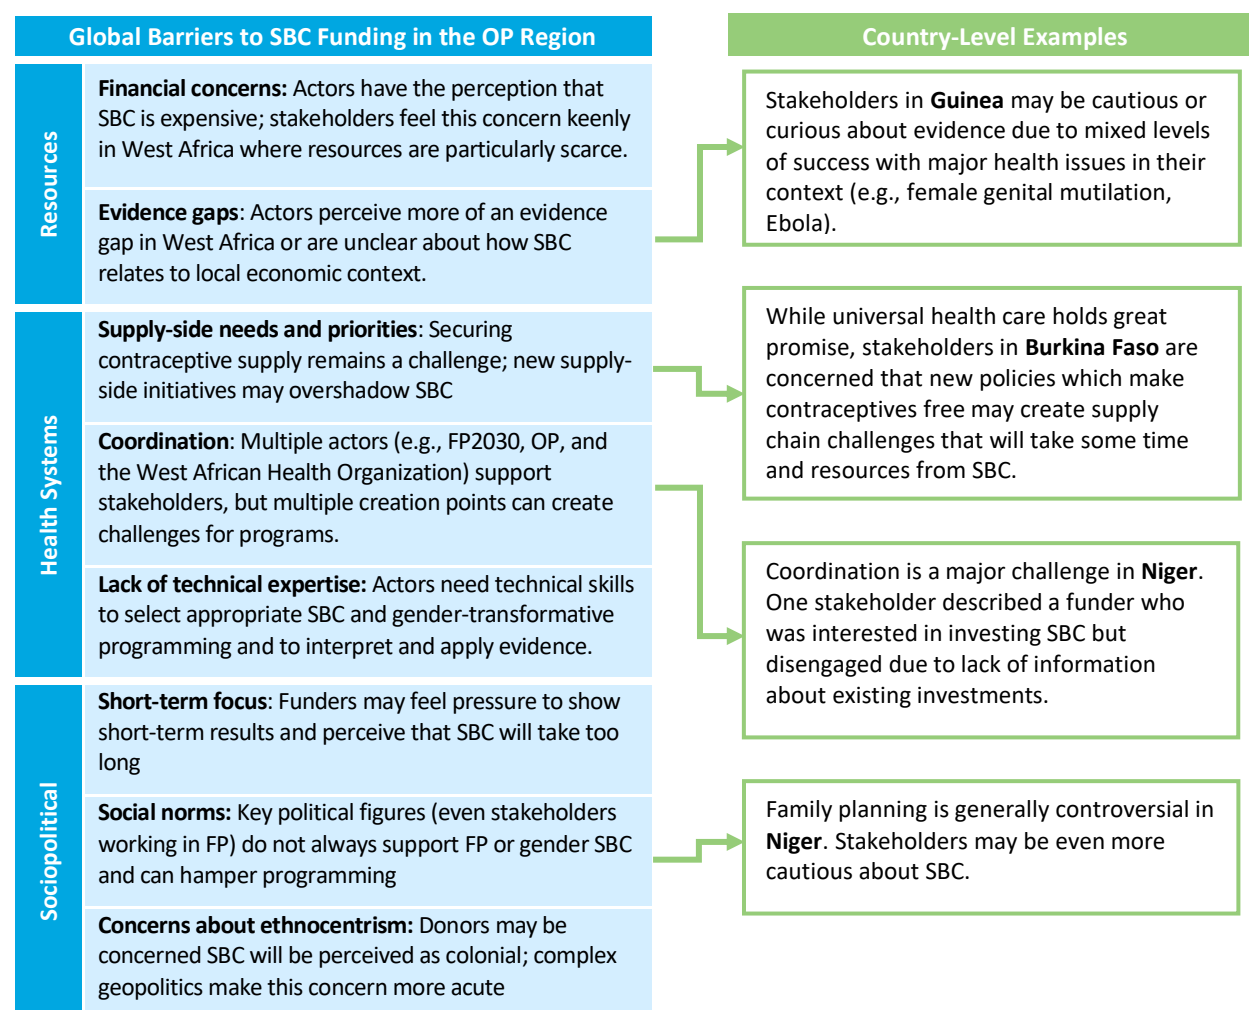 Global Barriers to SBC Funding in the OP Region
Resources
Financial concerns: Actors have the perception that
SBC is expensive; stakeholders feel this concern keenly
in West Africa where resources are particularly scarce.
Evidence gaps: Actors perceive more of an evidence
gap in West Africa or are unclear about how SBC
relates to local economic context.
Health Systems
Supply-side needs and priorities: Securing
contraceptive supply remains a challenge; new supply-
side initiatives may overshadow SBC
Coordination: Multiple actors (e.g., FP2030, OP, and
the West African Health Organization) support
stakeholders, but multiple creation points can create
challenges for programs.
Lack of technical expertise: Actors need technical skills
to select appropriate SBC and gender-transformative
programming and to interpret and apply evidence.
Sociopolitical
Short-term focus: Funders may feel pressure to show
short-term results and perceive that SBC will take too
long
Social norms: Key political figures (even stakeholders
working in FP) do not always support FP or gender SBC
and can hamper programming
Concerns about ethnocentrism: Donors may be
concerned SBC will be perceived as colonial; complex
geopolitics make this concern more acute
Country-Level Examples
Stakeholders in Guinea may be cautious or
curious about evidence due to mixed levels
of success with major health issues in their
context (e.g., female genital mutilation,
Ebola).
While universal health care holds great
promise, stakeholders in Burkina Faso are
concerned that new policies which make
contraceptives free may create supply
chain challenges that will take some time
and resources from SBC.
Coordination is a major challenge in Niger.
One stakeholder described a funder who
was interested in investing SBC but
disengaged due to lack of information
about existing investments.
Family planning is generally controversial in
Niger. Stakeholders may be even more
cautious about SBC.